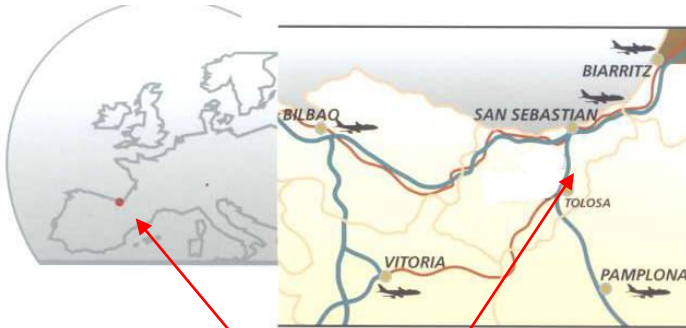 BIARRITZ
BILBAO
SAN SEBASTIAN
TOLOSA
VITORIA
PAMPLONA